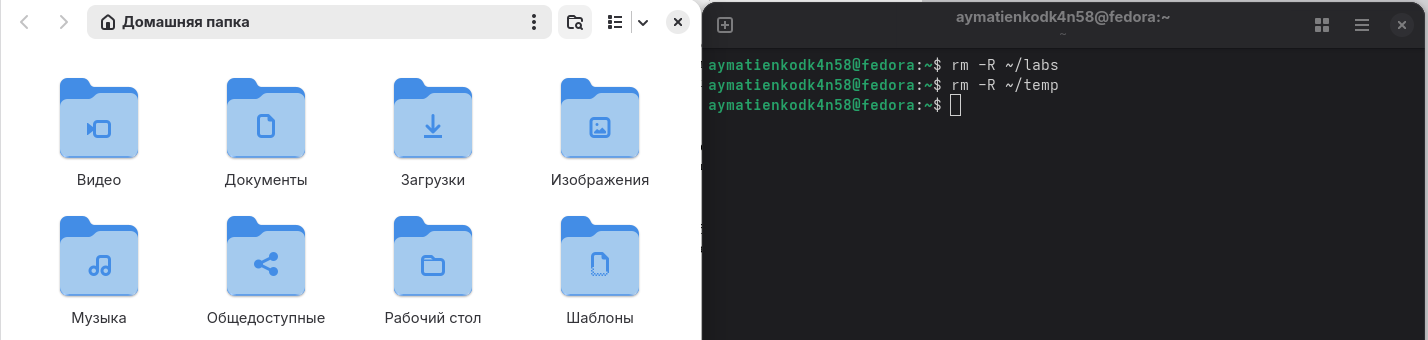 Домашняя папка
Видео
Документы
Загрузки
Изображения
Музыка
Общедоступные
Рабочий стол
Шаблоны
aymatienkodk4n58@fedora:~
~
aymatienkodk4n58@fedora:~$ rm -R ~/labs
aymatienkodk4n58@fedora:~$ rm -R ~/temp
aymatienkodk4n58@fedora:~$